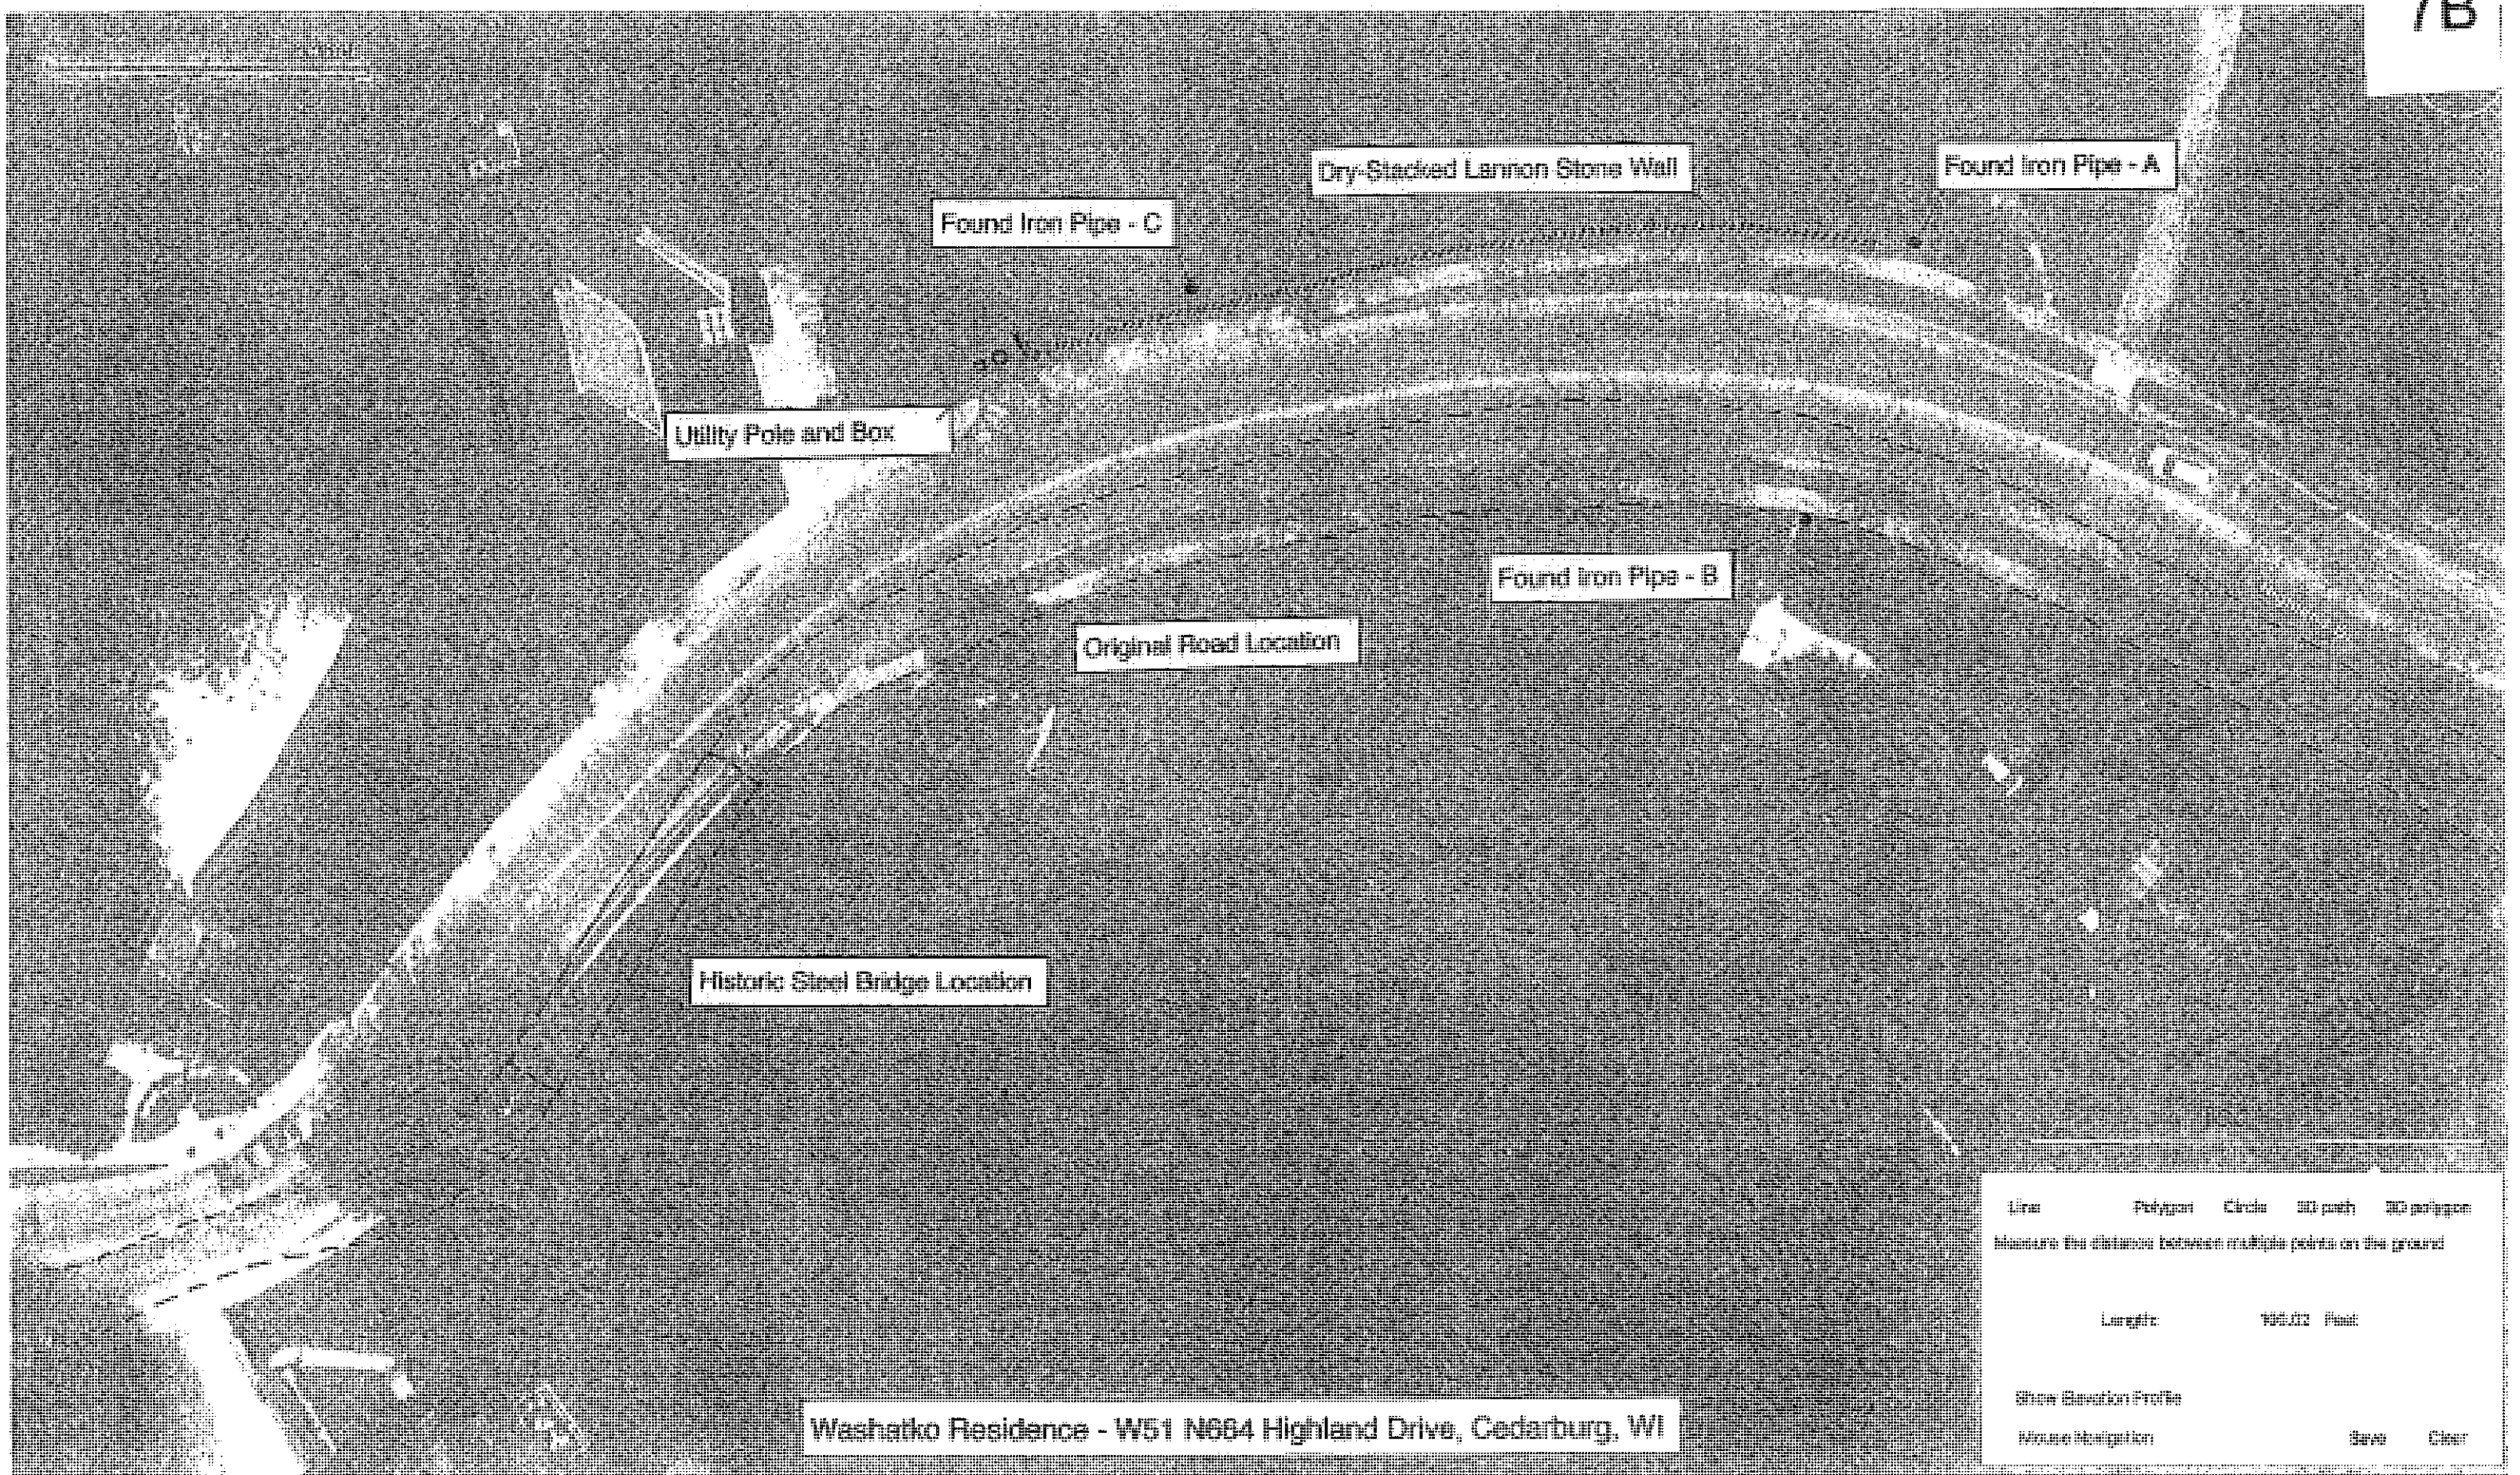 7B
Dry-Stacked Lannon Stone Wall
Found Iron Pipe - A
Found Iron Pipe - C
Utility Pole and Box
Found Iron Pipe - B
Original Road Location
Historic Steel Bridge Location
Line Polygon Circle 3D path 3D polygon
Measure the distance between multiple points on the ground
Length: Feet
Show Elevation Profile
Mouse Navigation Save Clear
Washatko Residence - W51 N664 Highland Drive, Cedarburg, WI